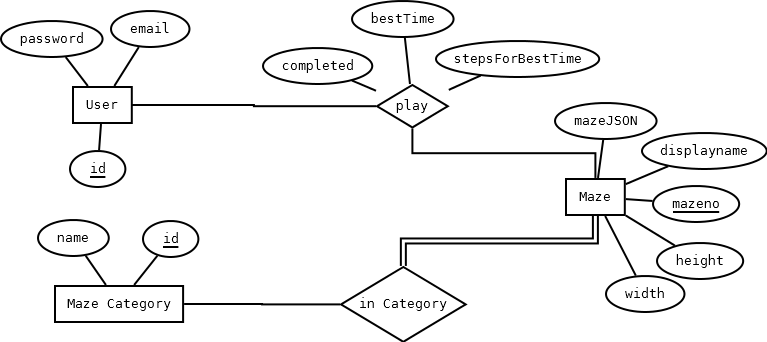 bestTime
password
email
completed
stepsForBestTime
User
play
mazeJSON
displayname
id
Maze
mazeno
name
id
height
width
Maze Category
in Category